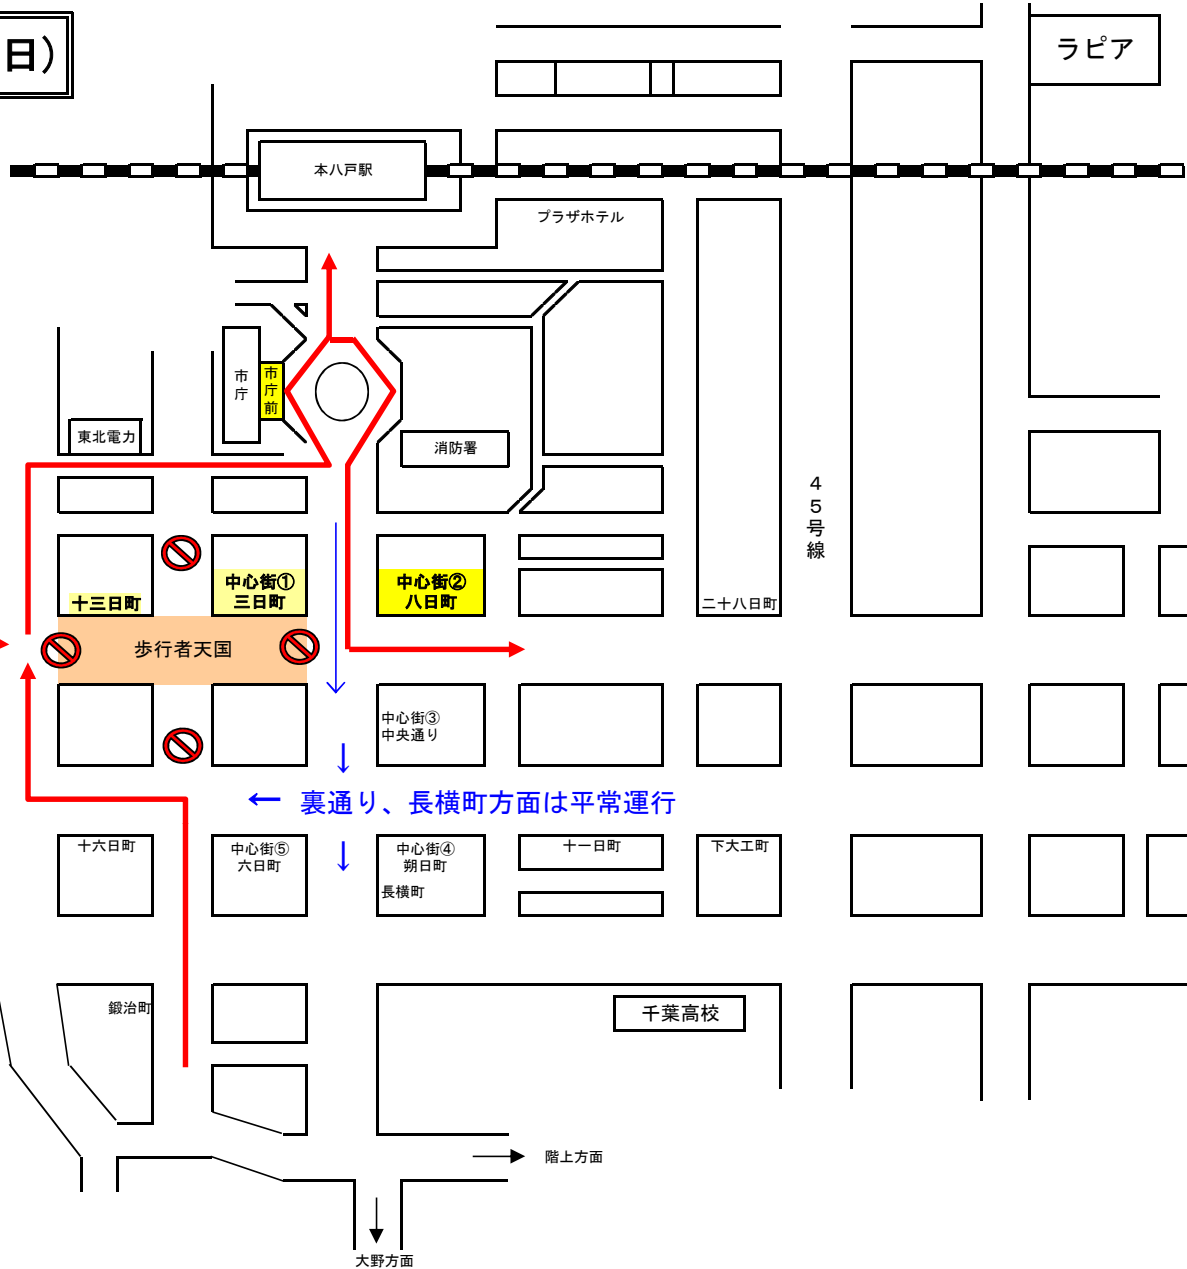 日）
ラピア
本八戸駅
プラザホテル
市庁
市庁前
東北電力
消防署
４５号線
中心街①
三日町
中心街②
八日町
十三日町
二十八日町
歩行者天国
中心街③
中央通り
← 裏通り、長横町方面は平常運行
十六日町
中心街⑤
六日町
中心街④
朔日町
長横町
十一日町
下大工町
鍛治町
千葉高校
階上方面
大野方面